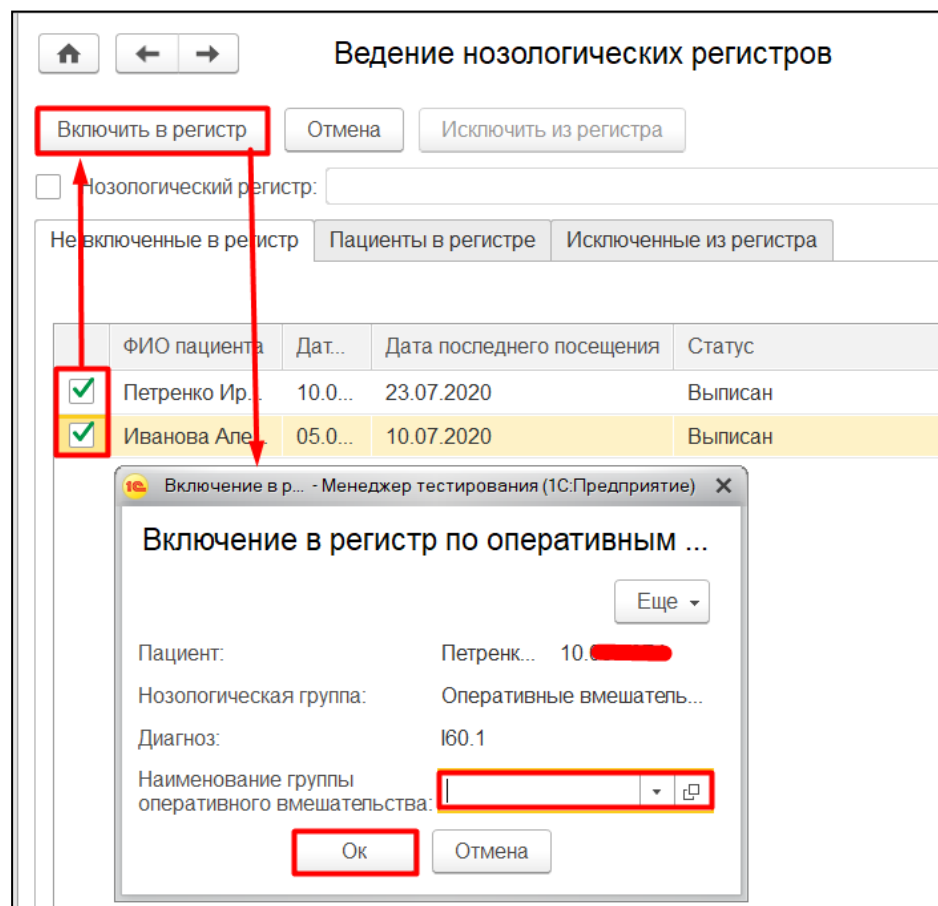 Ведение нозологических регистров
Включить в регистр Отмена Исключить из регистра
Нозологический регистр:
Не включенные в регистр Пациенты в регистре Исключенные из регистра
ФИО пациента Дат... Дата последнего посещения Статус
Петренко Ир... 10.0... 23.07.2020 Выписан
Иванова Але... 05.0... 10.07.2020 Выписан
1С Включение в р... - Менеджер тестирования (1С:Предприятие)
Включение в регистр по оперативным ...
Еще
Пациент: Петренк... 10.
Нозологическая группа: Оперативные вмешатель...
Диагноз: I60.1
Наименование группы
оперативного вмешательства:
Ок Отмена